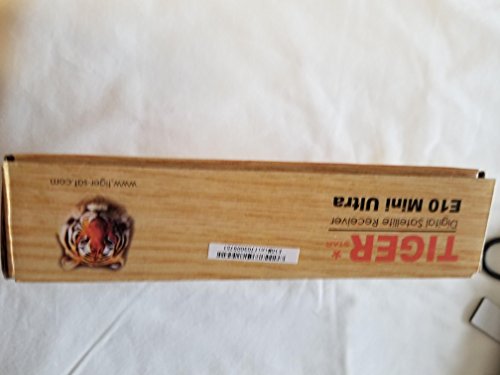 TIGER
STAR
Digital Satellite Receiver
E10 Mini Ultra
www.tiger-sat.com